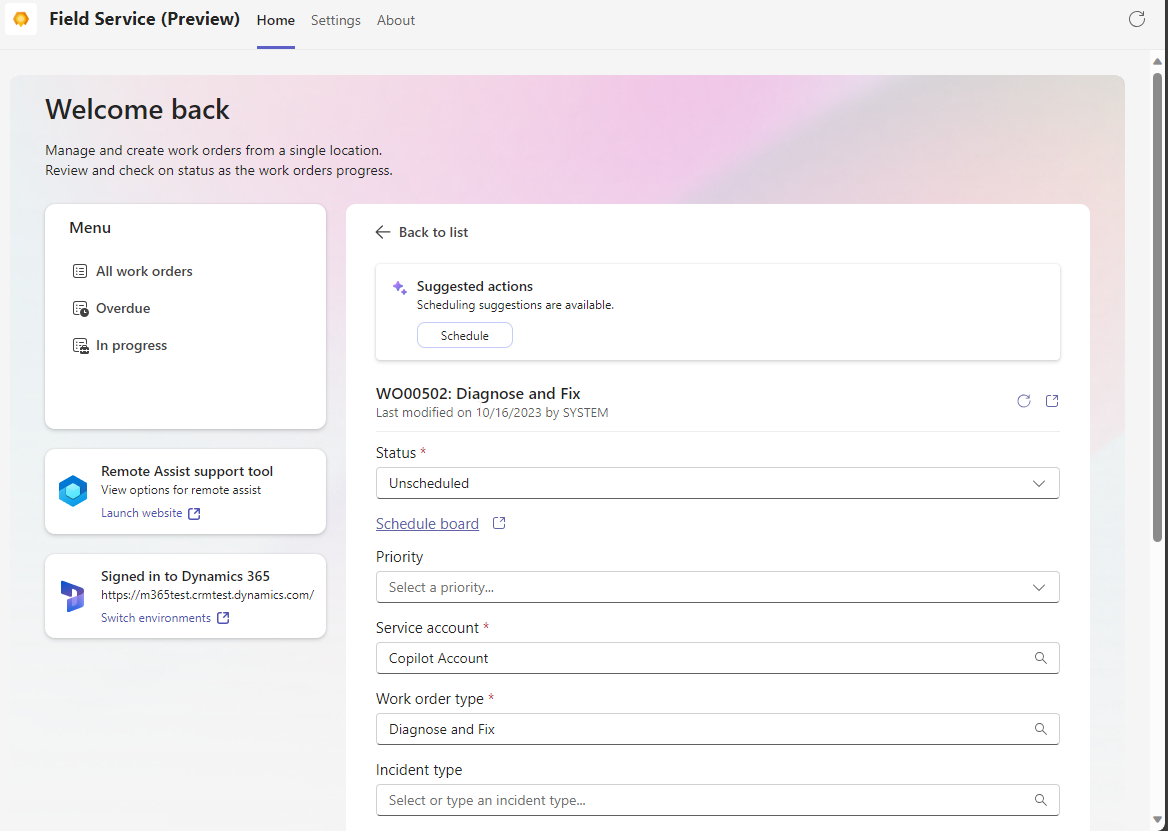 Field Service (Preview) Home Settings About
Welcome back
Manage and create work orders from a single location.
Review and check on status as the work orders progress.
Menu
All work orders
Overdue
In progress
Remote Assist support tool
View options for remote assist
Launch website
Signed in to Dynamics 365
https://m365test.crmtest.dynamics.com/
Switch environments
Back to list
Suggested actions
Scheduling suggestions are available.
Schedule
WO00502: Diagnose and Fix
Last modified on 10/16/2023 by SYSTEM
Status *
Unscheduled
Schedule board
Priority
Select a priority...
Service account *
Copilot Account
Work order type *
Diagnose and Fix
Incident type
Select or type an incident type...